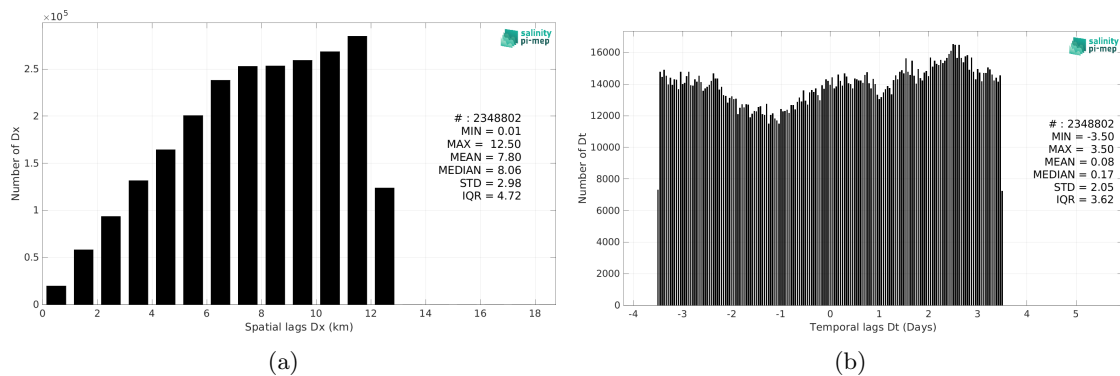 ×10⁵
salinity
pi-mep
2.5
2
1.5
1
0.5
0
Number of Dx
# : 2348802
MIN = 0.01
MAX = 12.50
MEAN = 7.80
MEDIAN = 8.06
STD = 2.98
IQR = 4.72
0 2 4 6 8 10 12 14 16 18
Spatial lags Dx (km)
(a)
salinity
pi-mep
16000
14000
12000
10000
8000
6000
4000
2000
0
Number of Dt
# : 2348802
MIN = -3.50
MAX = 3.50
MEAN = 0.08
MEDIAN = 0.17
STD = 2.05
IQR = 3.62
-4 -3 -2 -1 0 1 2 3 4 5
Temporal lags Dt (Days)
(b)